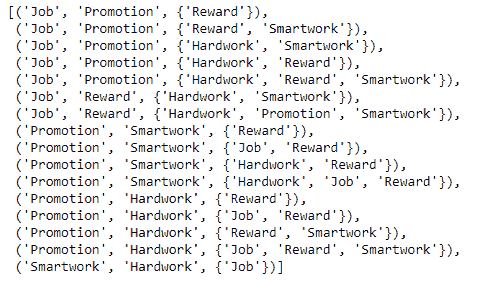 [('Job', 'Promotion', {'Reward'}),
('Job', 'Promotion', {'Reward', 'Smartwork'}),
('Job', 'Promotion', {'Hardwork', 'Smartwork'}),
('Job', 'Promotion', {'Hardwork', 'Reward'}),
('Job', 'Promotion', {'Hardwork', 'Reward', 'Smartwork'}),
('Job', 'Reward', {'Hardwork', 'Smartwork'}),
('Job', 'Reward', {'Hardwork', 'Promotion', 'Smartwork'}),
('Promotion', 'Smartwork', {'Reward'}),
('Promotion', 'Smartwork', {'Job', 'Reward'}),
('Promotion', 'Smartwork', {'Hardwork', 'Reward'}),
('Promotion', 'Smartwork', {'Hardwork', 'Job', 'Reward'}),
('Promotion', 'Hardwork', {'Reward'}),
('Promotion', 'Hardwork', {'Job', 'Reward'}),
('Promotion', 'Hardwork', {'Reward', 'Smartwork'}),
('Promotion', 'Hardwork', {'Job', 'Reward', 'Smartwork'}),
('Smartwork', 'Hardwork', {'Job'})]